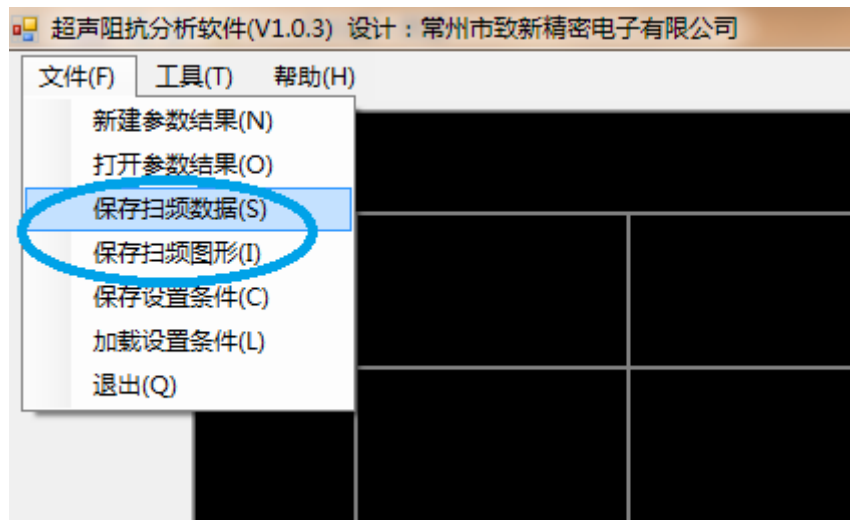 超声阻抗分析软件(V1.0.3) 设计：常州市致新精密电子有限公司
文件(F) 工具(T) 帮助(H)
新建参数结果(N)
打开参数结果(O)
保存扫频数据(S)
保存扫频图形(I)
保存设置条件(C)
加载设置条件(L)
退出(Q)